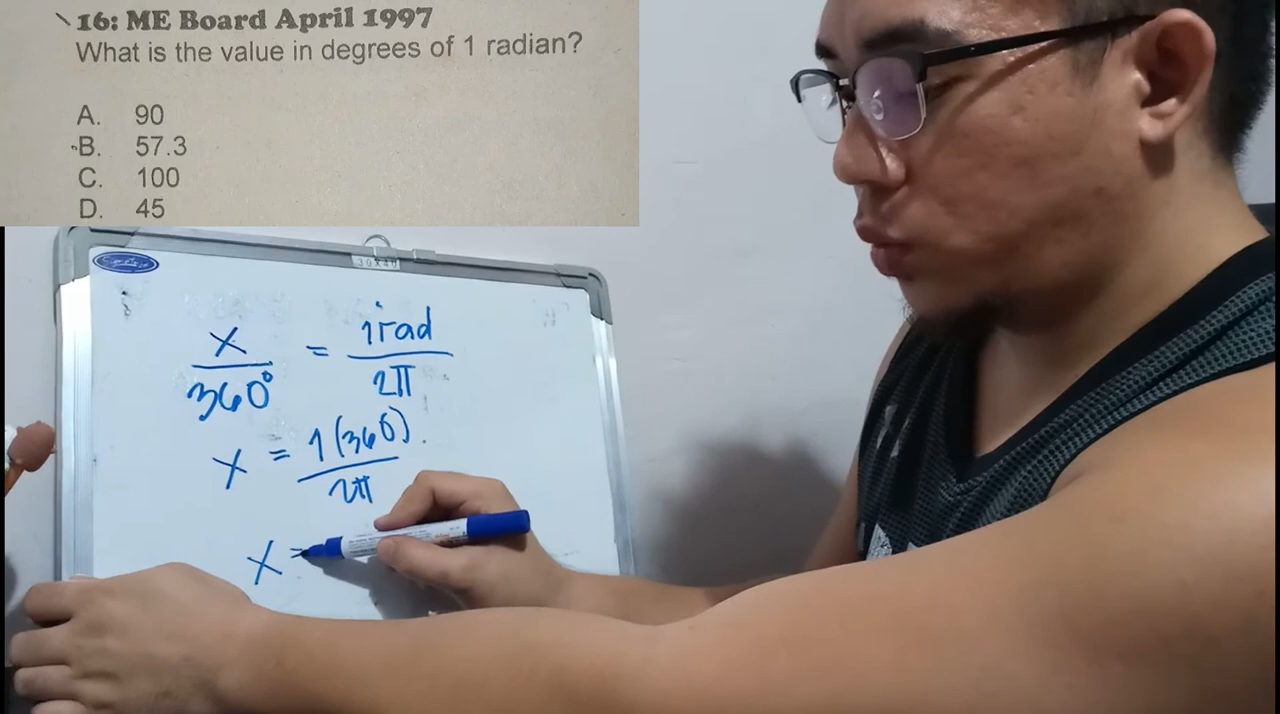 16: ME Board April 1997
What is the value in degrees of 1 radian?
A. 90
B. 57.3
C. 100
D. 45
30X40
x/360° = 1rad/2π
x = 1(360)/2π
x =